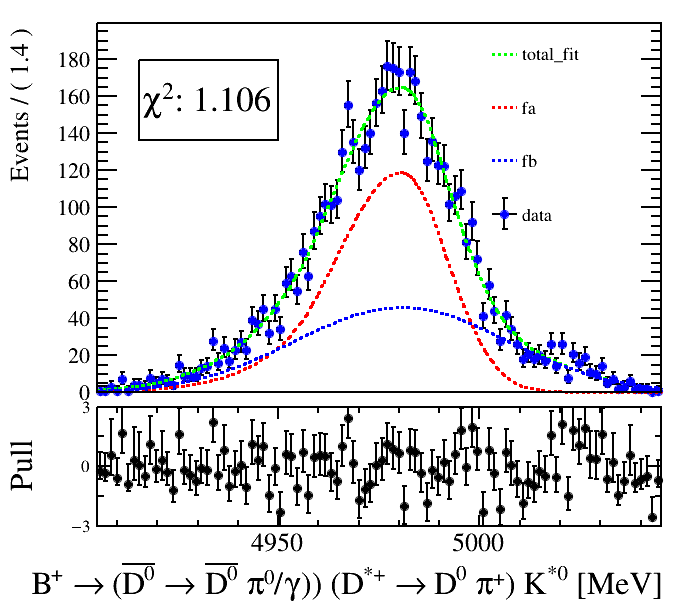 Events / ( 1.4 )
180
160
140
120
100
80
60
40
20
0
χ²: 1.106
total_fit
fa
fb
data
Pull
3
0
−3
4950
5000
B⁺ → (D̅⁰ → D̅⁰ π⁰/γ)) (D*⁺ → D⁰ π⁺) K*⁰ [MeV]